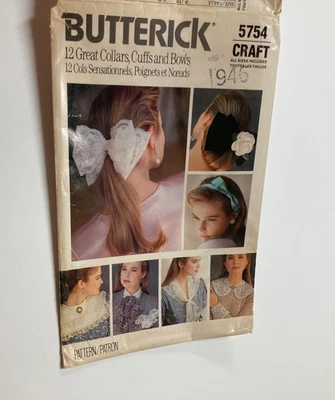 BUTTERICK
5754
12 Great Collars, Cuffs and Bows
CRAFT
12 Cols Sensationnels, Poignets et Nœuds
ALL SIZES INCLUDED
TOUTES LES TAILLES
1946
PATTERN/PATRON